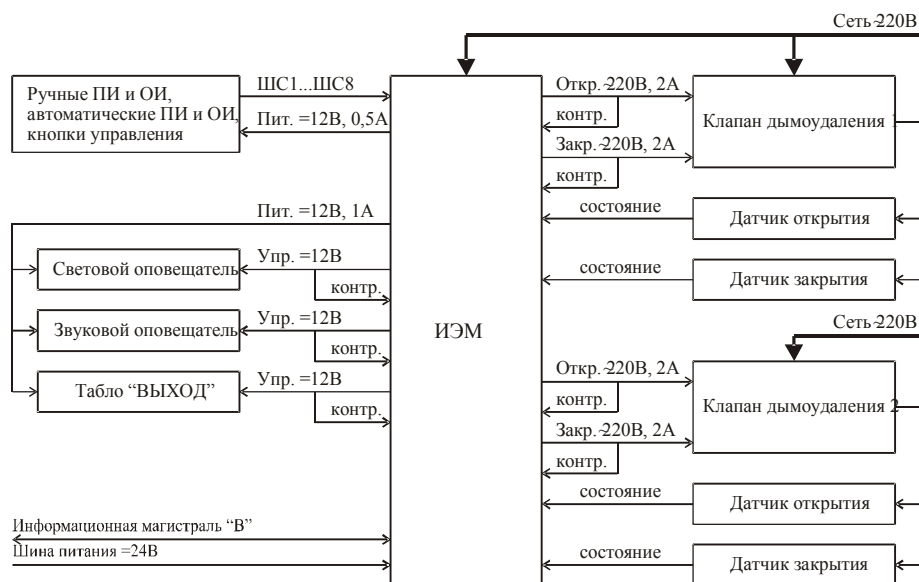 Сеть~220В
Ручные ПИ и ОИ,
автоматические ПИ и ОИ,
кнопки управления
ШС1...ШС8
Пит. =12В, 0,5А
Откр.~220В, 2А
контр.
Закр.~220В, 2А
контр.
Клапан дымоудаления 1
Пит. =12В, 1А
состояние
Датчик открытия
Световой оповещатель
Упр. =12В
контр.
состояние
Датчик закрытия
Звуковой оповещатель
Упр. =12В
контр.
ИЭМ
Сеть~220В
Табло “ВЫХОД”
Упр. =12В
контр.
Откр.~220В, 2А
контр.
Закр.~220В, 2А
контр.
Клапан дымоудаления 2
состояние
Датчик открытия
Информационная магистраль “В”
Шина питания =24В
состояние
Датчик закрытия